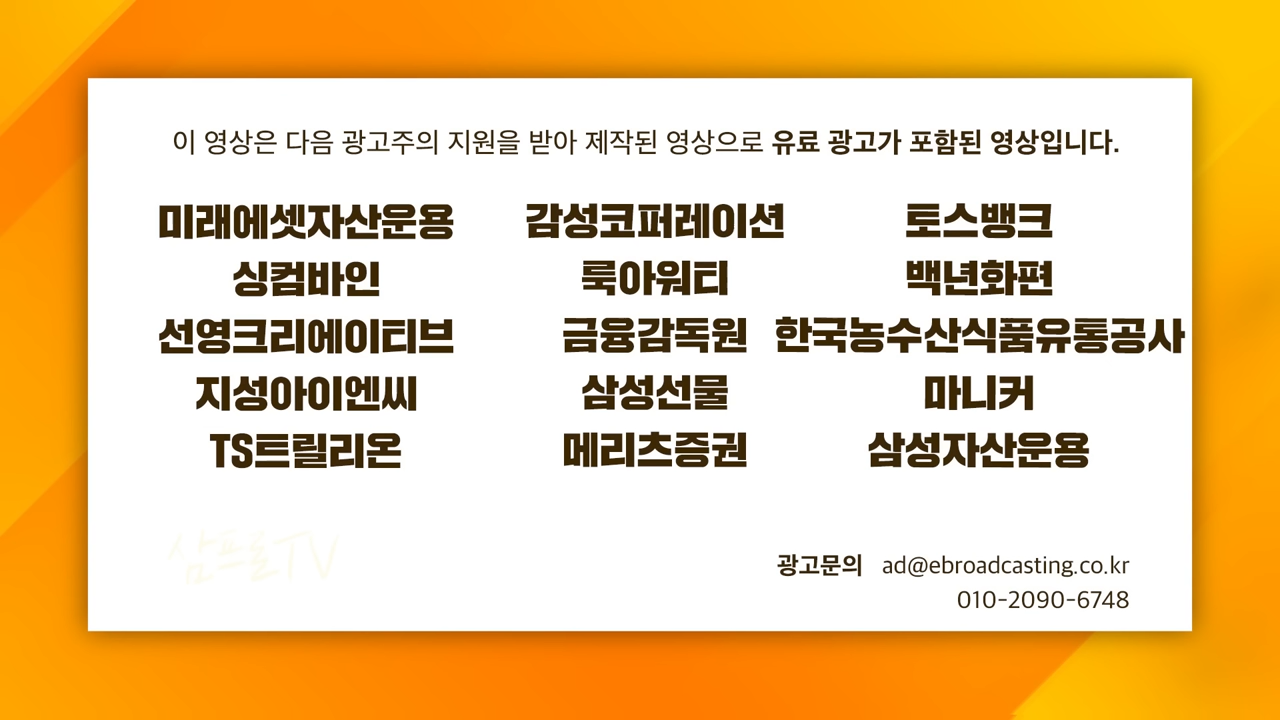 이 영상은 다음 광고주의 지원을 받아 제작된 영상으로 유료 광고가 포함된 영상입니다.
미래에셋자산운용 감성코퍼레이션 토스뱅크
싱컴바인 룩아워티 백년화편
선영크리에이티브 금융감독원 한국농수산식품유통공사
지성아이엔씨 삼성선물 마니커
TS트릴리온 메리츠증권 삼성자산운용
삼프로TV
광고문의 ad@ebroadcasting.co.kr
010-2090-6748